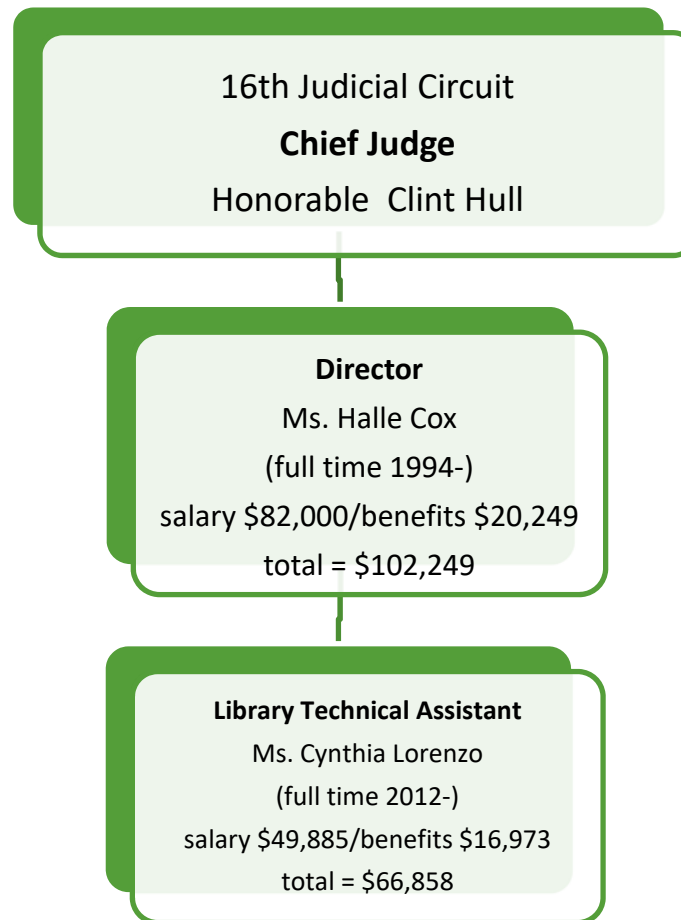 16th Judicial Circuit
Chief Judge
Honorable  Clint Hull
Director
Ms. Halle Cox
(full time 1994-)
salary $82,000/benefits $20,249
total = $102,249
Library Technical Assistant
Ms. Cynthia Lorenzo
(full time 2012-)
salary $49,885/benefits $16,973
total = $66,858